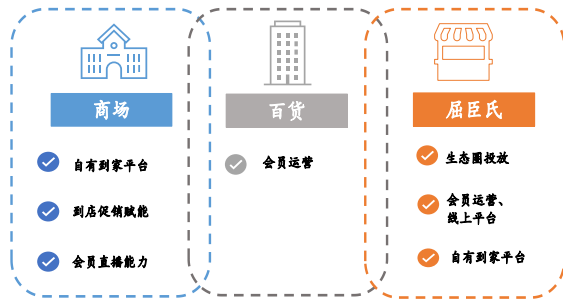 商场
自有到家平台
到店促销赋能
会员直播能力
百货
会员运营
屈臣氏
生态圈投放
会员运营、
线上平台
自有到家平台